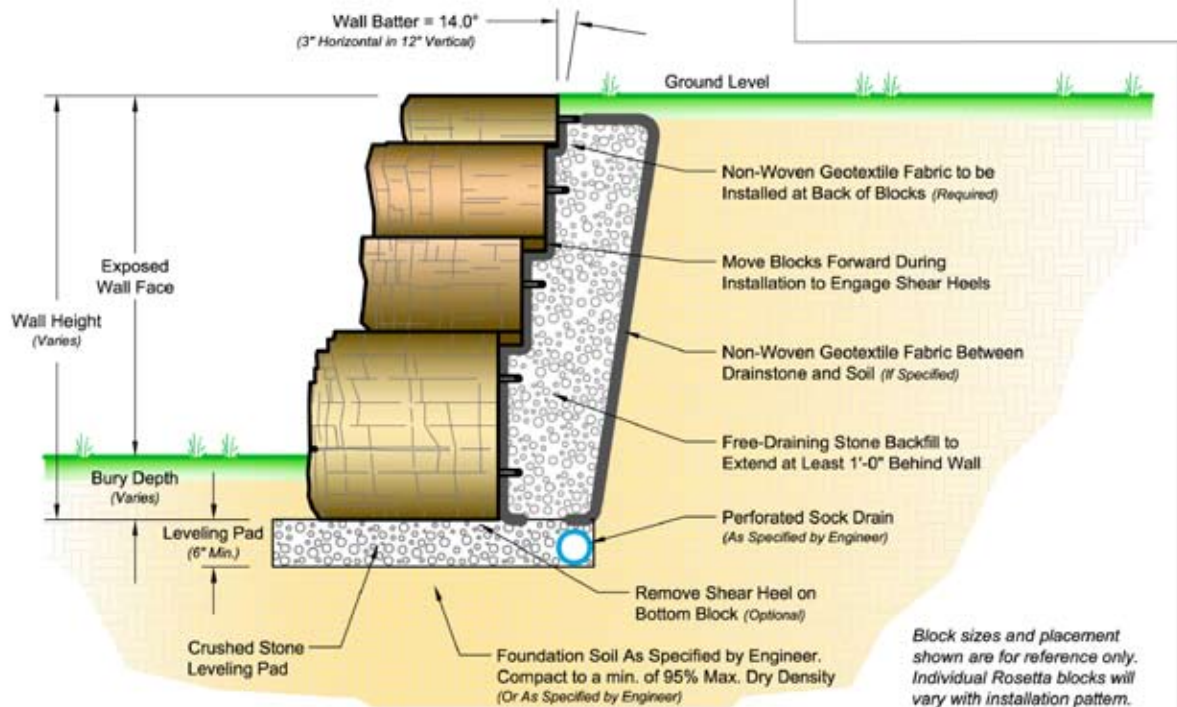 Wall Batter = 14.0°
(3" Horizontal in 12" Vertical)
Ground Level
Non-Woven Geotextile Fabric to be
Installed at Back of Blocks (Required)
Move Blocks Forward During
Installation to Engage Shear Heels
Exposed
Wall Face
Wall Height
(Varies)
Non-Woven Geotextile Fabric Between
Drainstone and Soil (If Specified)
Free-Draining Stone Backfill to
Extend at Least 1'-0" Behind Wall
Bury Depth
(Varies)
Leveling Pad
(6" Min.)
Perforated Sock Drain
(As Specified by Engineer)
Remove Shear Heel on
Bottom Block (Optional)
Crushed Stone
Leveling Pad
Foundation Soil As Specified by Engineer.
Compact to a min. of 95% Max. Dry Density
(Or As Specified by Engineer)
Block sizes and placement
shown are for reference only.
Individual Rosetta blocks will
vary with installation pattern.